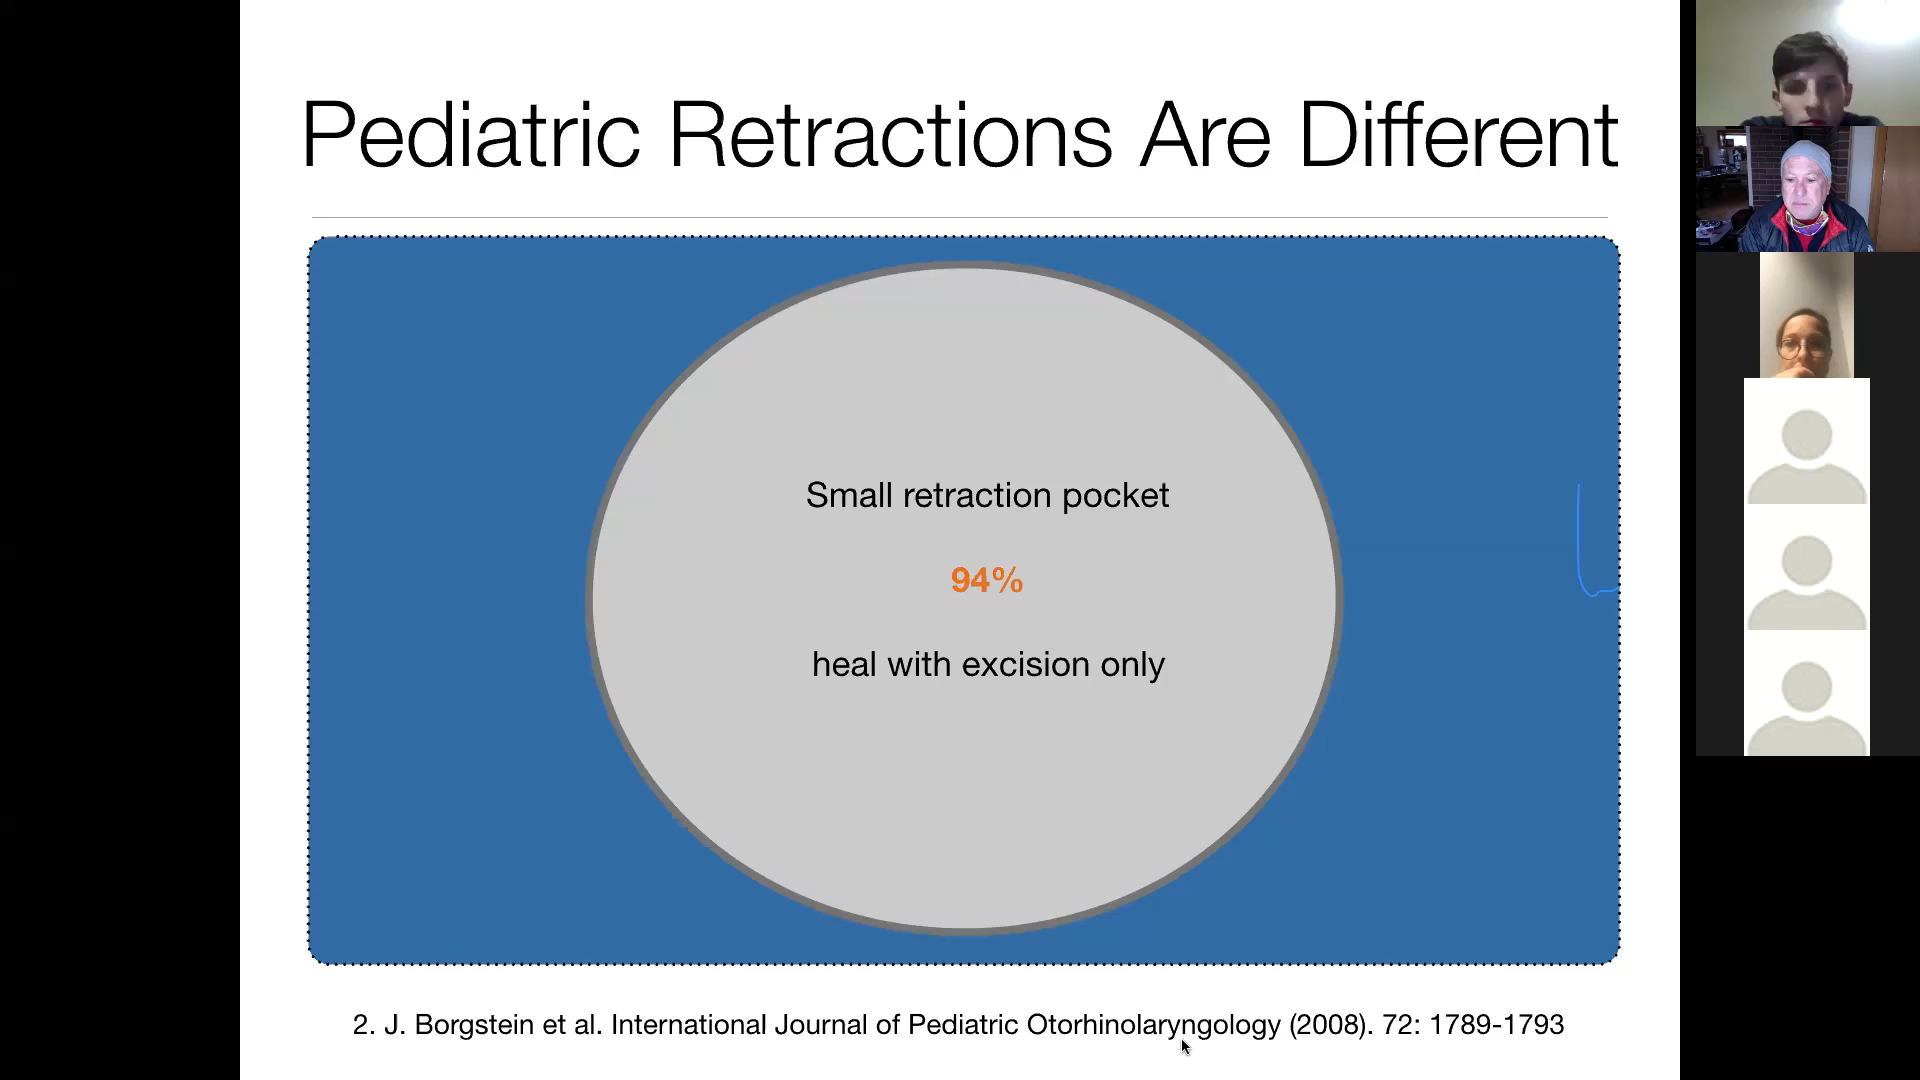 Pediatric Retractions Are Different
Small retraction pocket
94%
heal with excision only
2. J. Borgstein et al. International Journal of Pediatric Otorhinolaryngology (2008). 72: 1789-1793